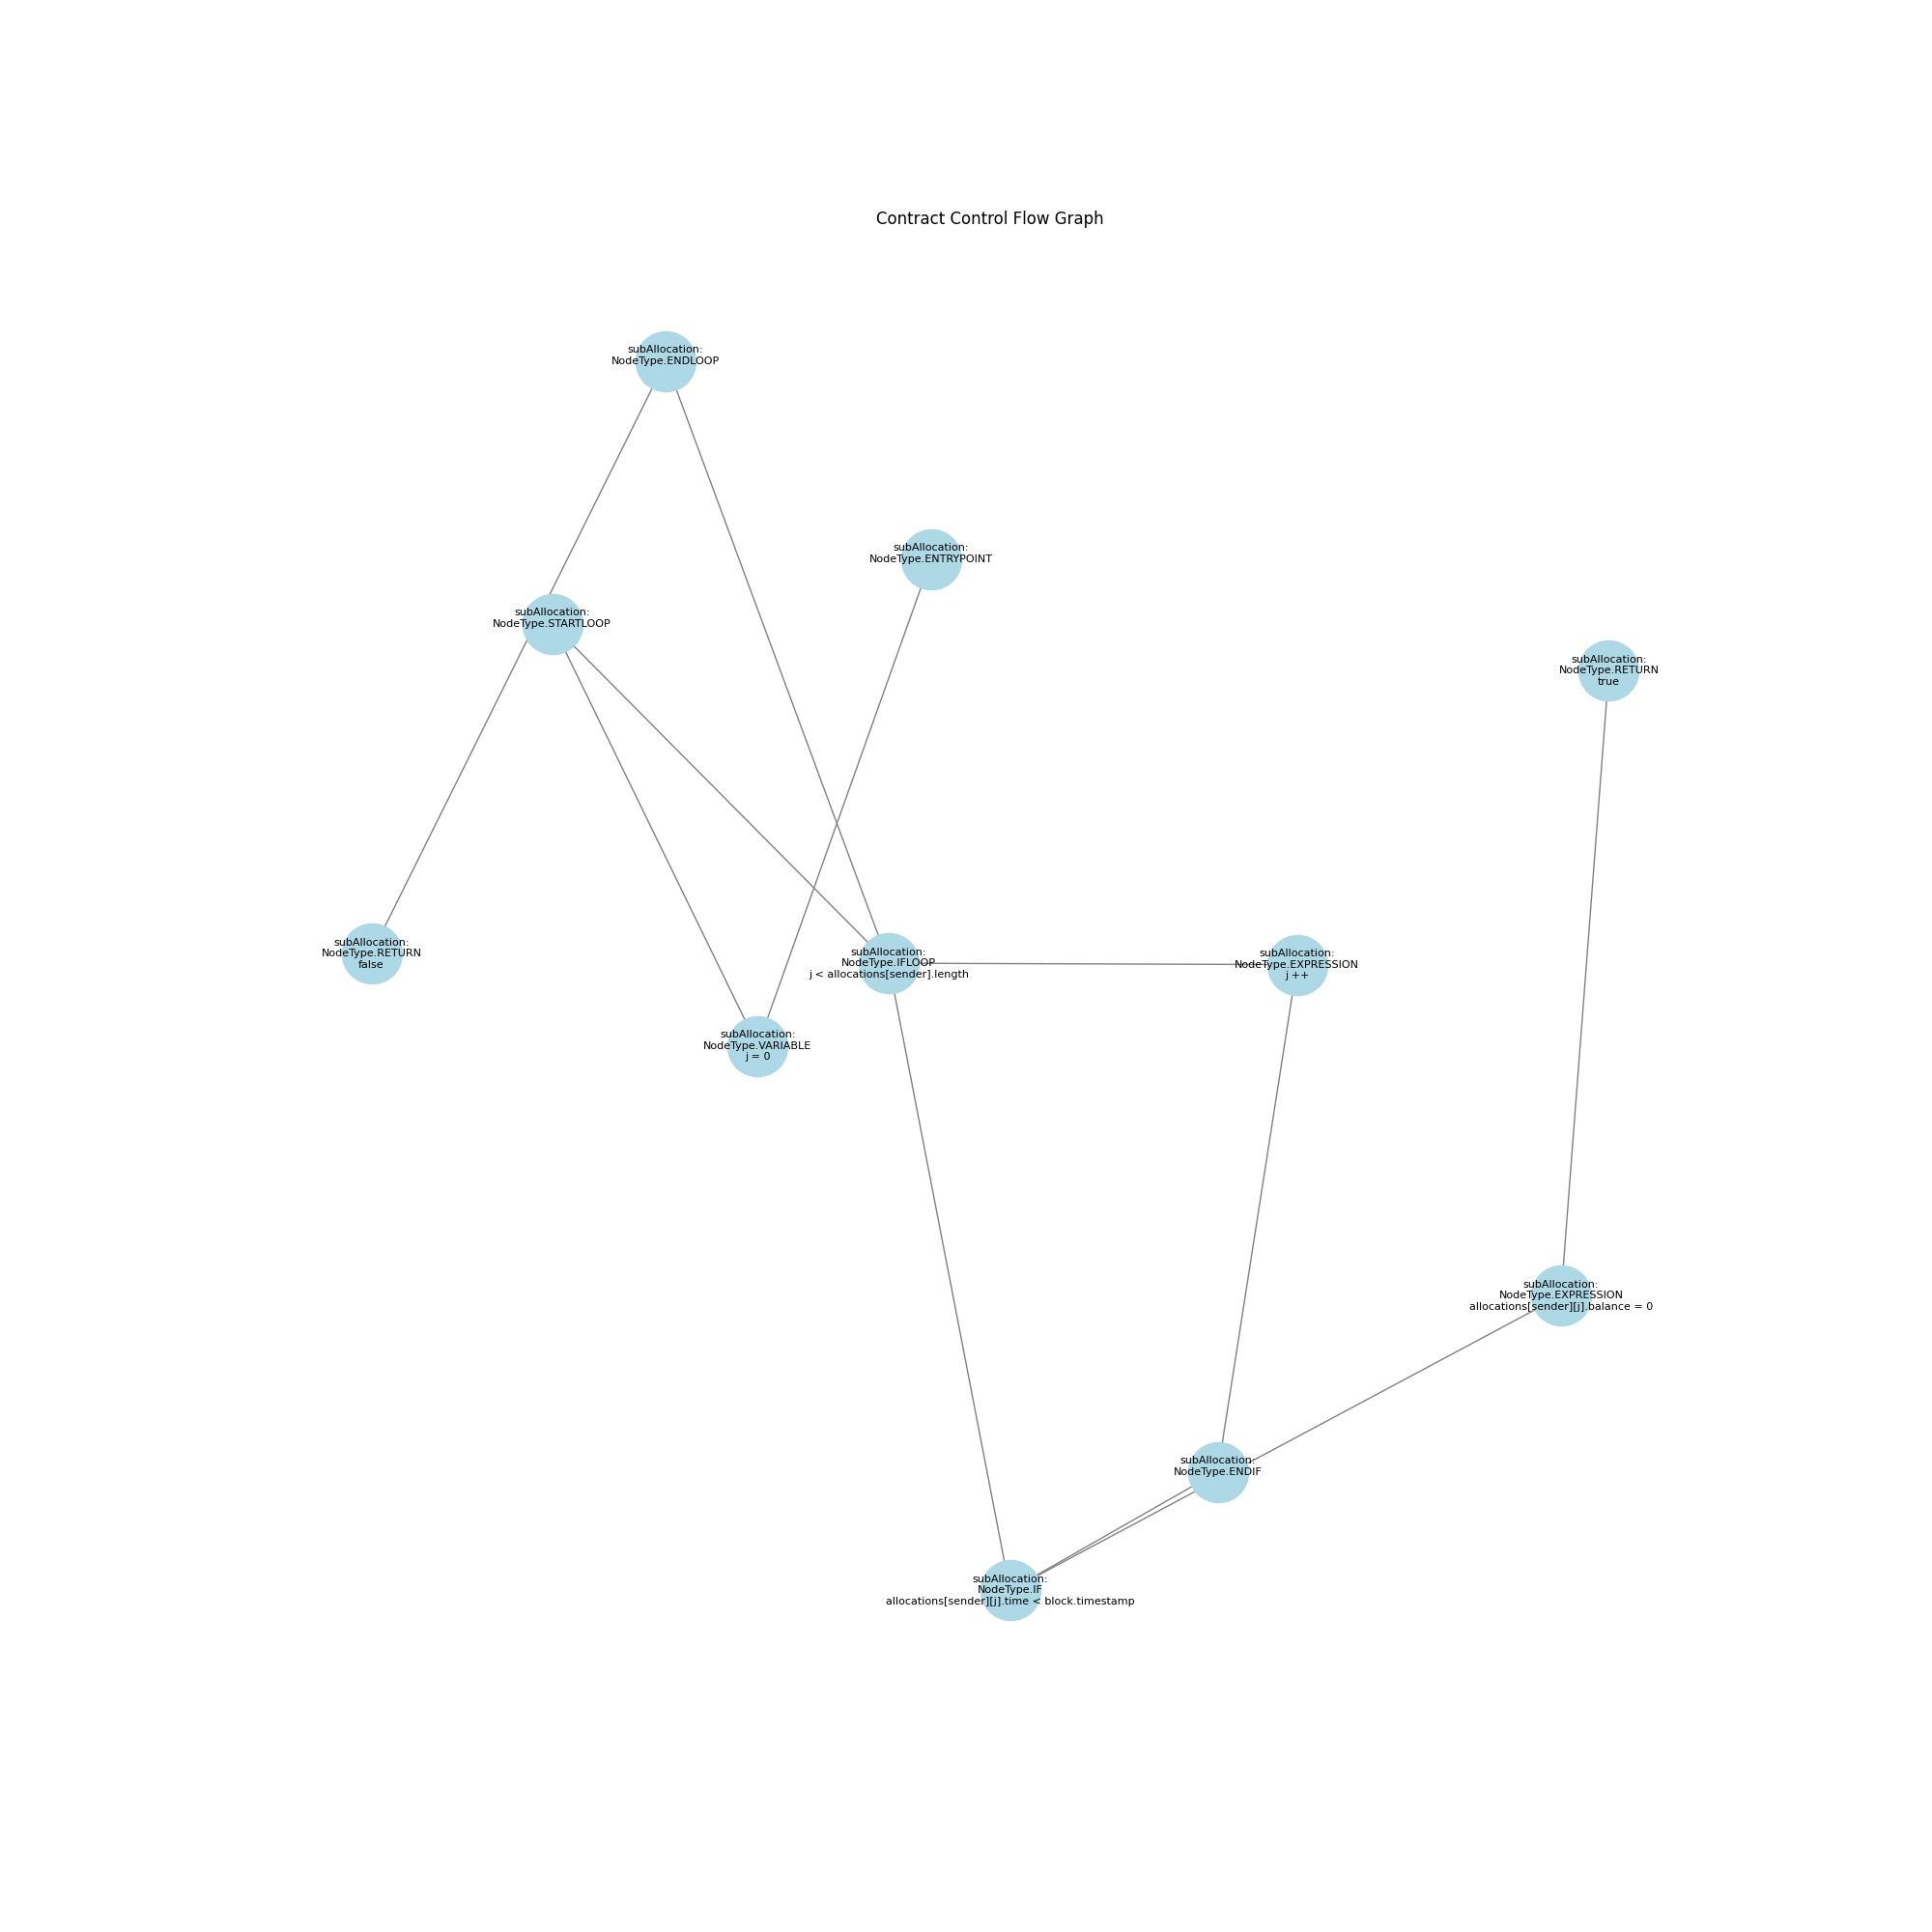 Contract Control Flow Graph
subAllocation:
NodeType.ENDLOOP
subAllocation:
NodeType.ENTRYPOINT
subAllocation:
NodeType.STARTLOOP
subAllocation:
NodeType.RETURN
true
subAllocation:
NodeType.RETURN
false
subAllocation:
NodeType.IFLOOP
j < allocations[sender].length
subAllocation:
NodeType.EXPRESSION
j ++
subAllocation:
NodeType.VARIABLE
j = 0
subAllocation:
NodeType.EXPRESSION
allocations[sender][j].balance = 0
subAllocation:
NodeType.ENDIF
subAllocation:
NodeType.IF
allocations[sender][j].time < block.timestamp